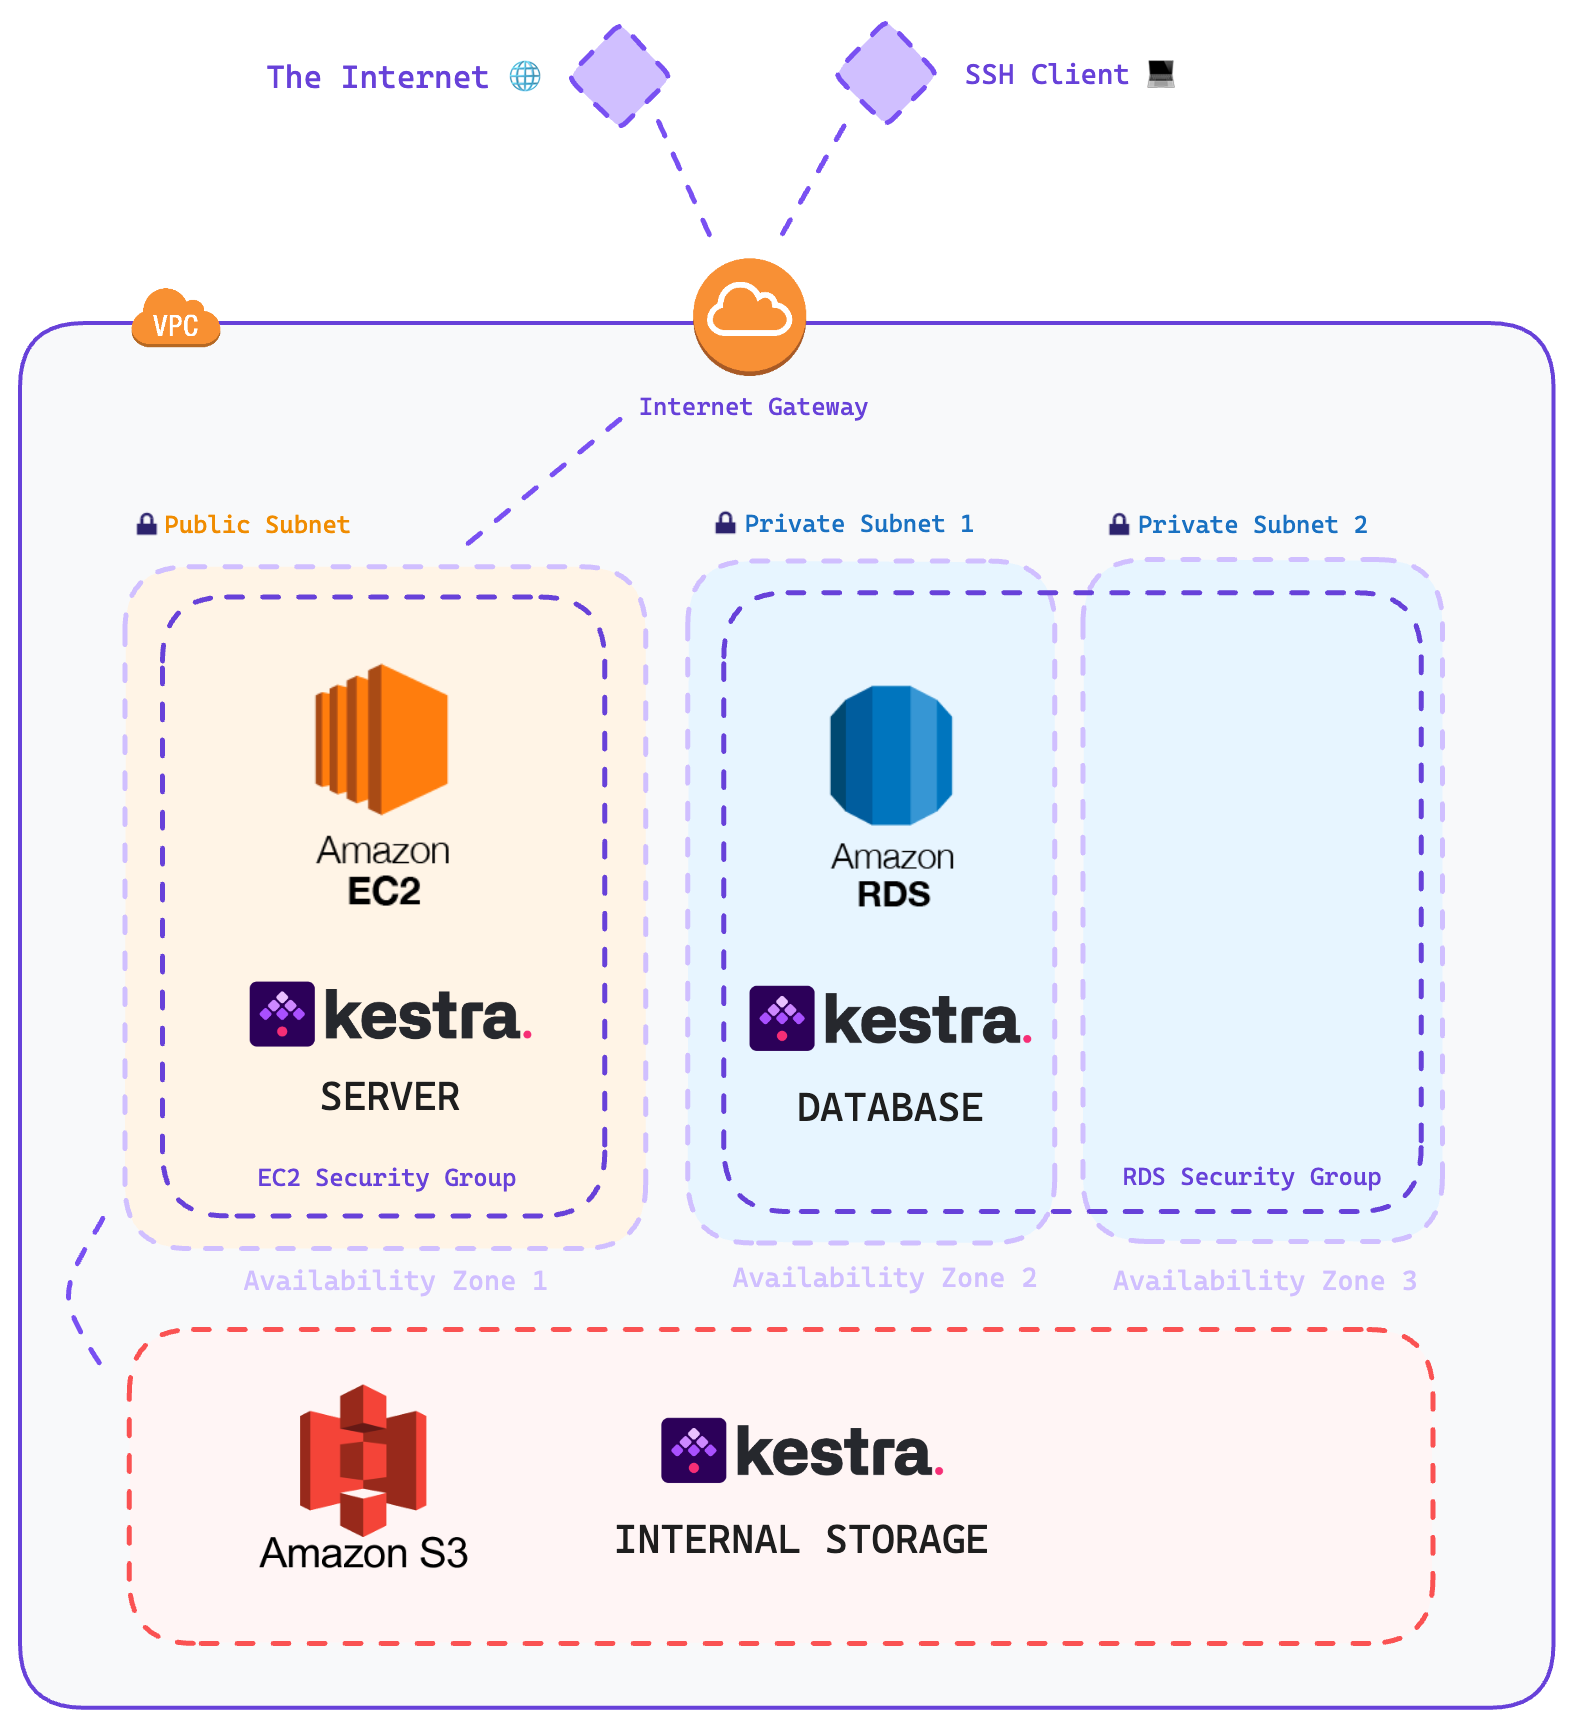 The Internet
SSH Client
VPC
Internet Gateway
Public Subnet
Private Subnet 1
Private Subnet 2
Amazon
EC2
kestra.
SERVER
EC2 Security Group
Amazon
RDS
kestra.
DATABASE
RDS Security Group
Availability Zone 1
Availability Zone 2
Availability Zone 3
Amazon S3
kestra.
INTERNAL STORAGE